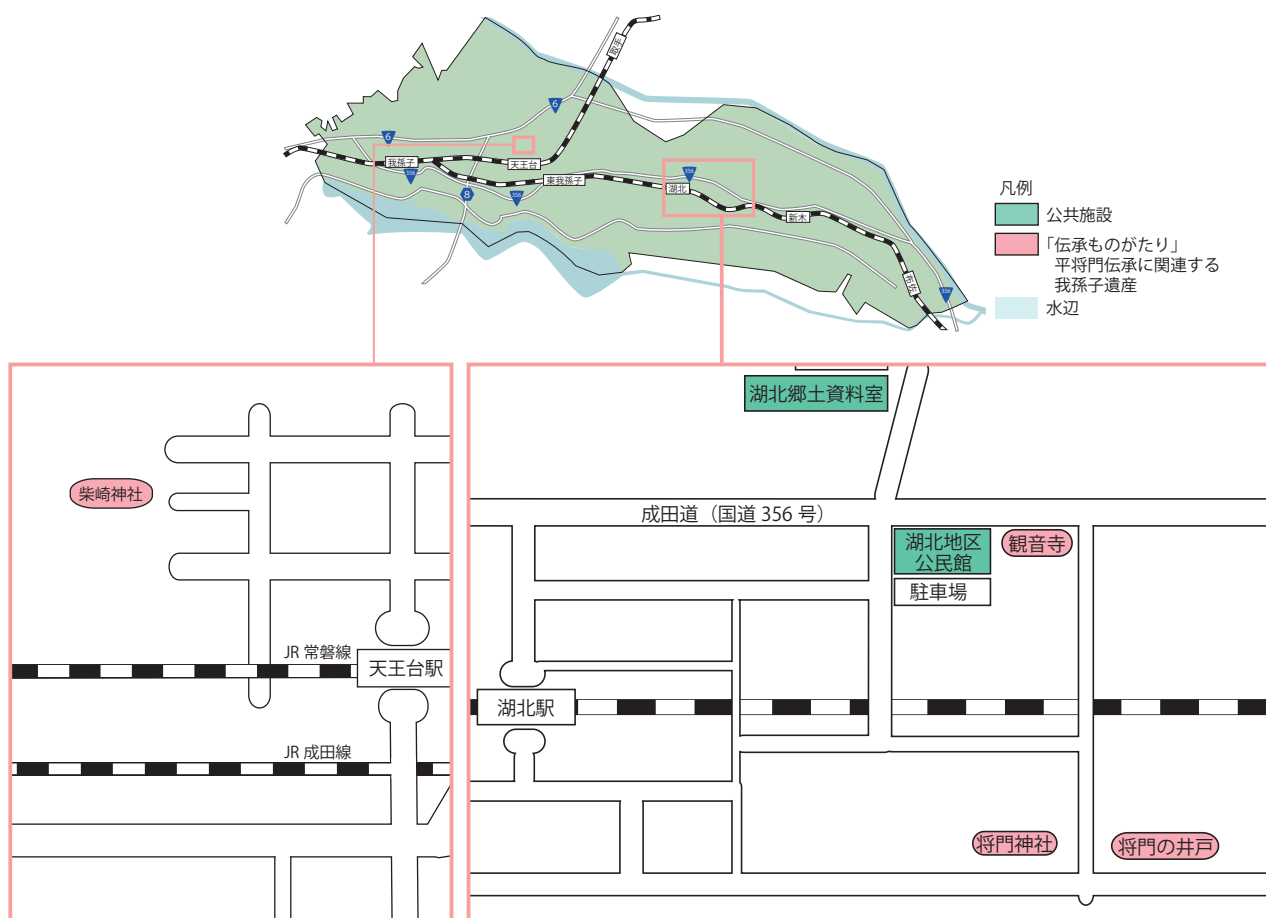 取手
6
6
我孫子
天王台
356
8
356
東我孫子
湖北
356
新木
布佐
356
凡例
公共施設
「伝承ものがたり」
平将門伝承に関連する
我孫子遺産
水辺
柴崎神社
JR 常磐線
天王台駅
JR 成田線
湖北郷土資料室
成田道（国道 356 号）
湖北地区
公民館
観音寺
駐車場
湖北駅
将門神社
将門の井戸